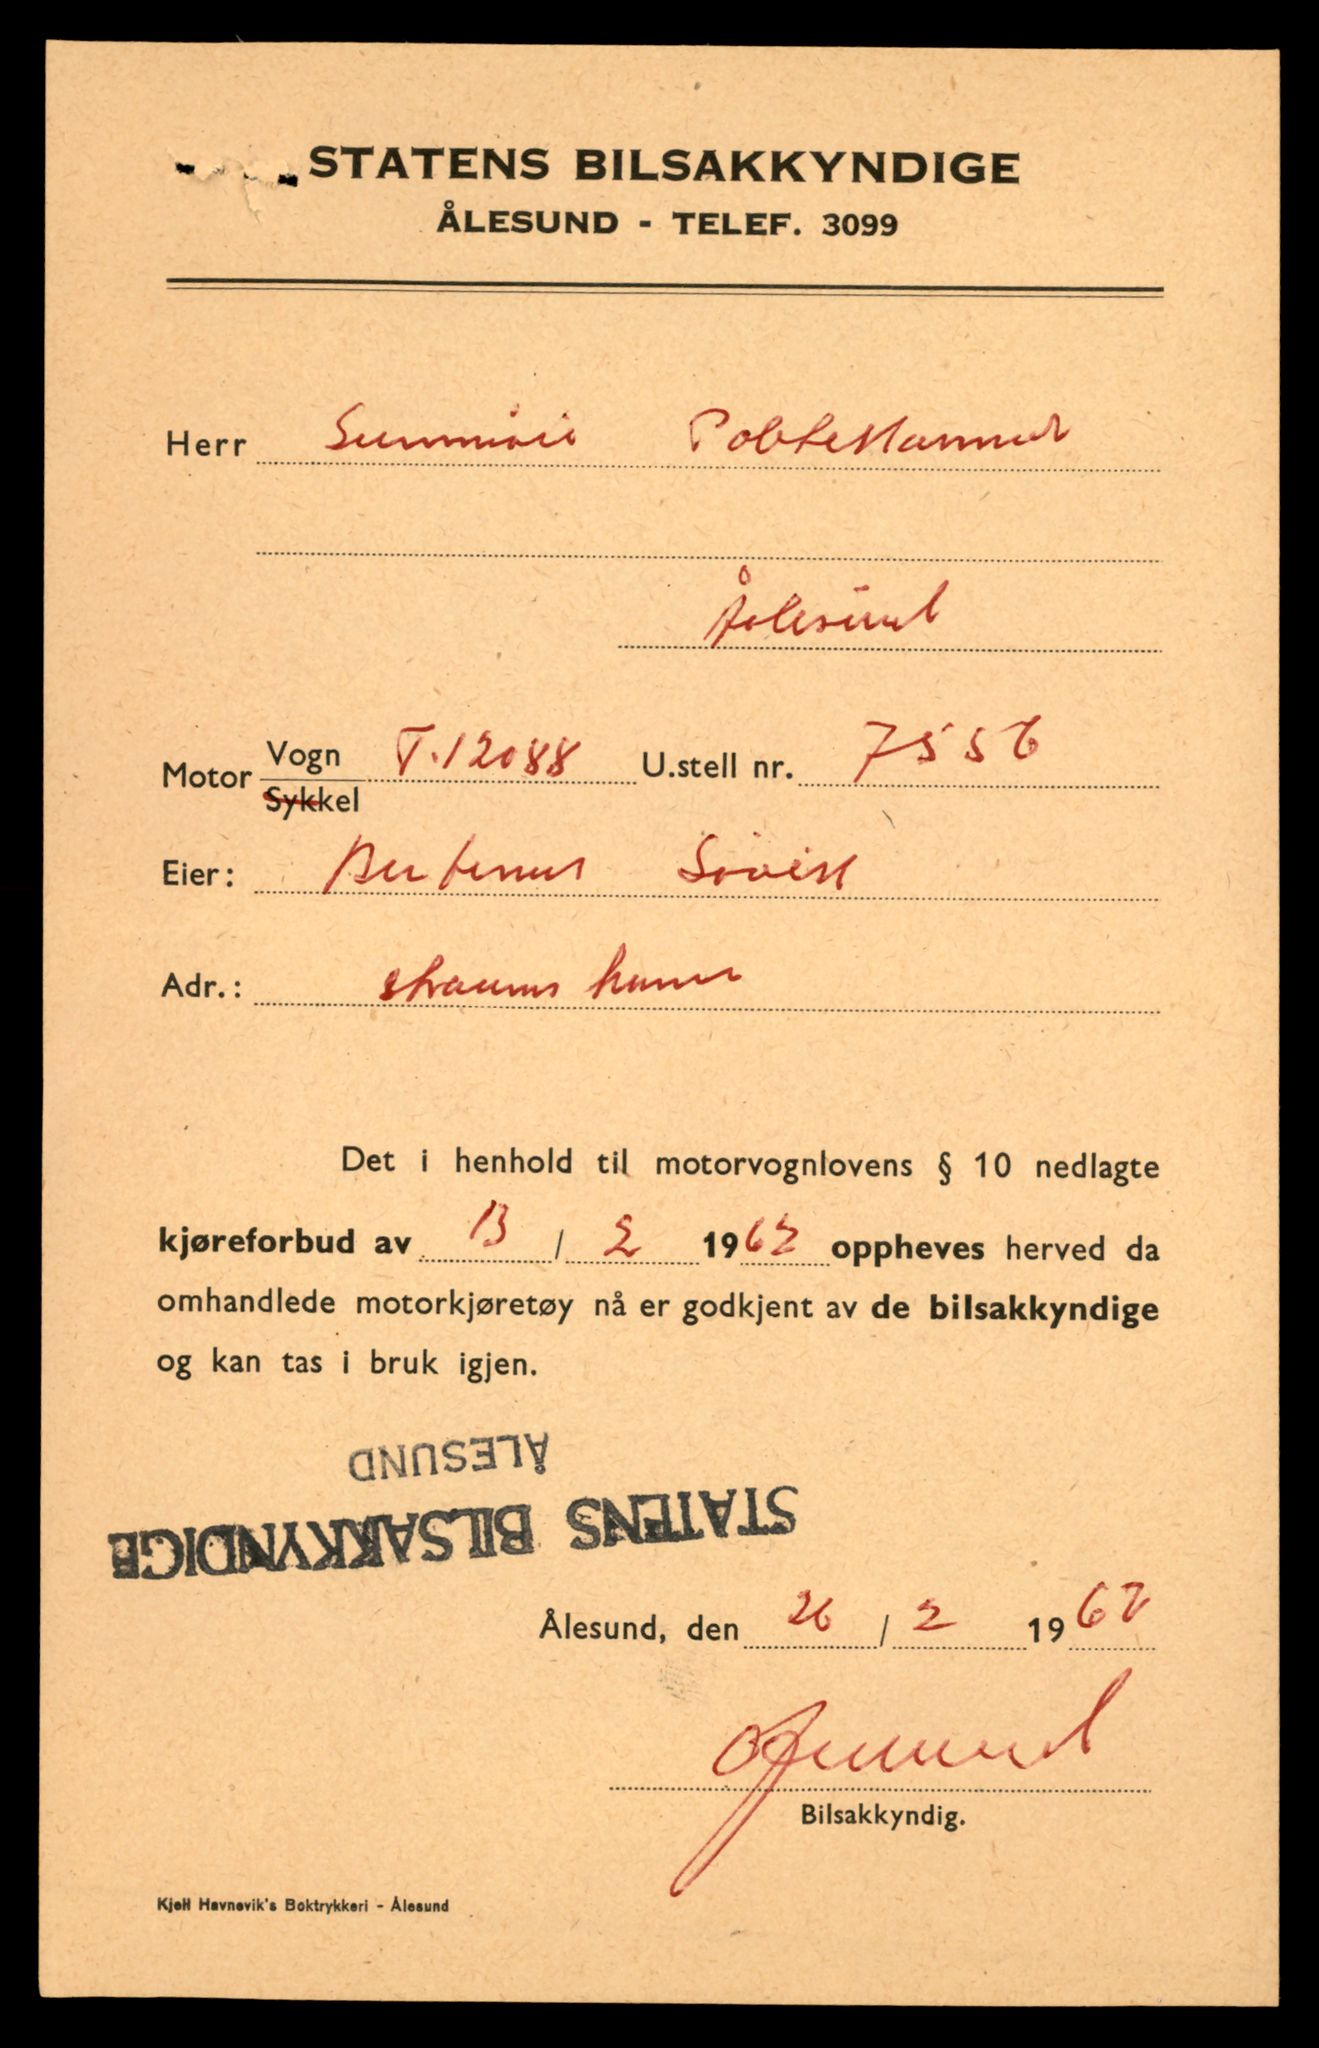 STATENS BILSAKKYNDIGE
ÅLESUND - TELEF. 3099
Herr Sunnmøre Politikammer
Ålesund
Motor Vogn T.12088 U.stell nr. 7556
Sykkel
Eier: Søvik
Adr.:
Det i henhold til motorvognlovens § 10 nedlagte
kjøreforbud av 13 / 2 1962 oppheves herved da
omhandlede motorkjøretøy nå er godkjent av de bilsakkyndige
og kan tas i bruk igjen.
STATENS BILSAKKYNDIGE
ÅLESUND
Ålesund, den 26 / 2 1962
Bilsakkyndig.
Kjell Havnevik's Boktrykkeri - Ålesund